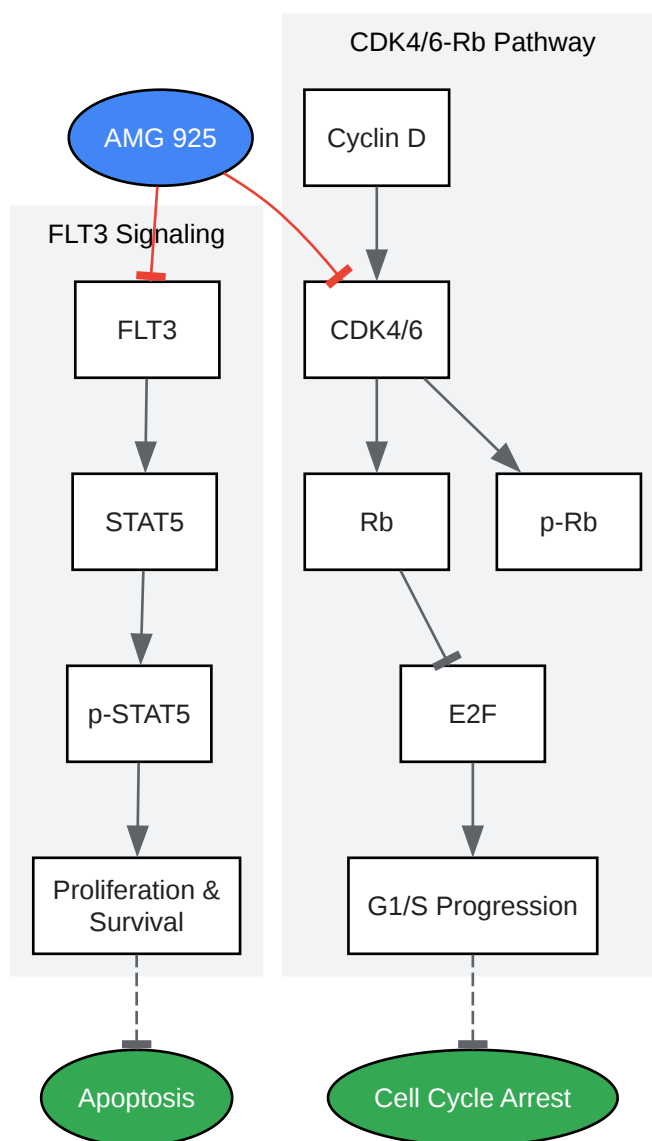 CDK4/6-Rb Pathway
AMG 925
Cyclin D
FLT3 Signaling
FLT3
CDK4/6
STAT5
Rb
p-Rb
p-STAT5
E2F
Proliferation &
Survival
G1/S Progression
Apoptosis
Cell Cycle Arrest